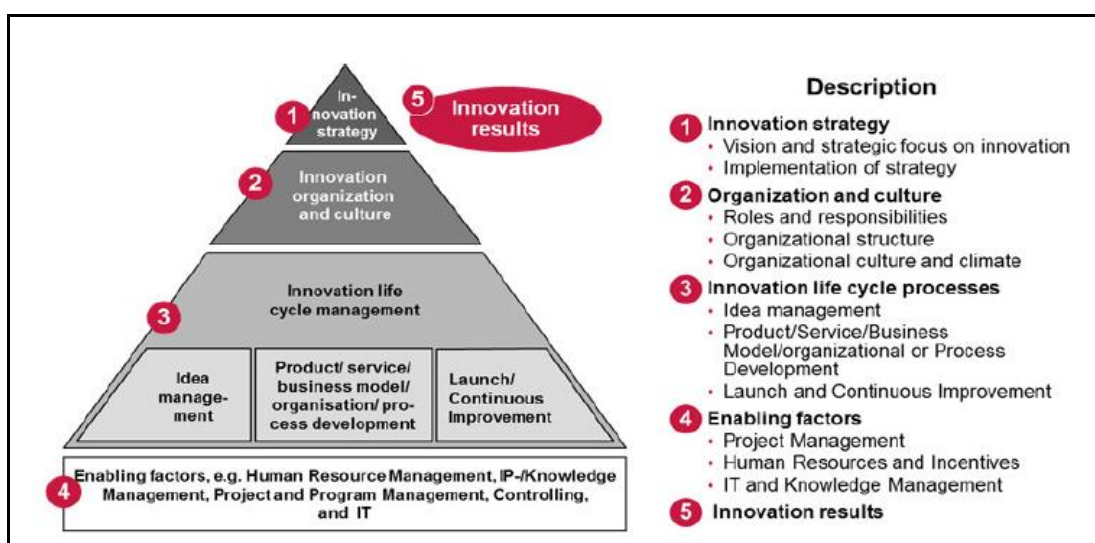 1
In-
novation
strategy
5
Innovation
results
2
Innovation
organization
and culture
3
Innovation life
cycle management
Idea
manage-
ment
Product/ service/
business model/
organisation/ pro-
cess development
Launch/
Continuous
Improvement
4
Enabling factors, e.g. Human Resource Management, IP-/Knowledge
Management, Project and Program Management, Controlling,
and IT
Description
1 Innovation strategy
• Vision and strategic focus on innovation
• Implementation of strategy
2 Organization and culture
• Roles and responsibilities
• Organizational structure
• Organizational culture and climate
3 Innovation life cycle processes
• Idea management
• Product/Service/Business
Model/organizational or Process
Development
• Launch and Continuous Improvement
4 Enabling factors
• Project Management
• Human Resources and Incentives
• IT and Knowledge Management
5 Innovation results